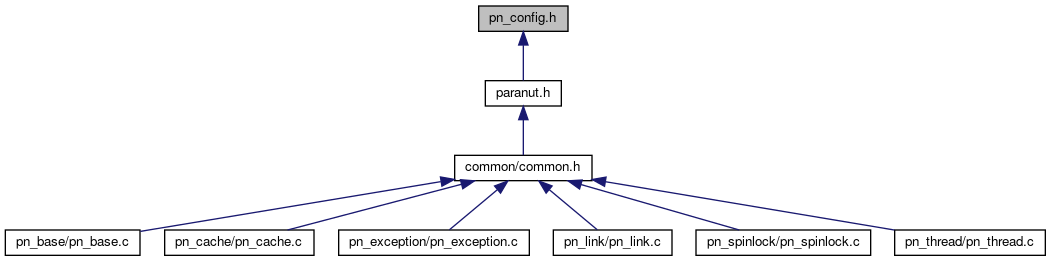 pn_config.h
paranut.h
common/common.h
pn_base/pn_base.c
pn_cache/pn_cache.c
pn_exception/pn_exception.c
pn_link/pn_link.c
pn_spinlock/pn_spinlock.c
pn_thread/pn_thread.c